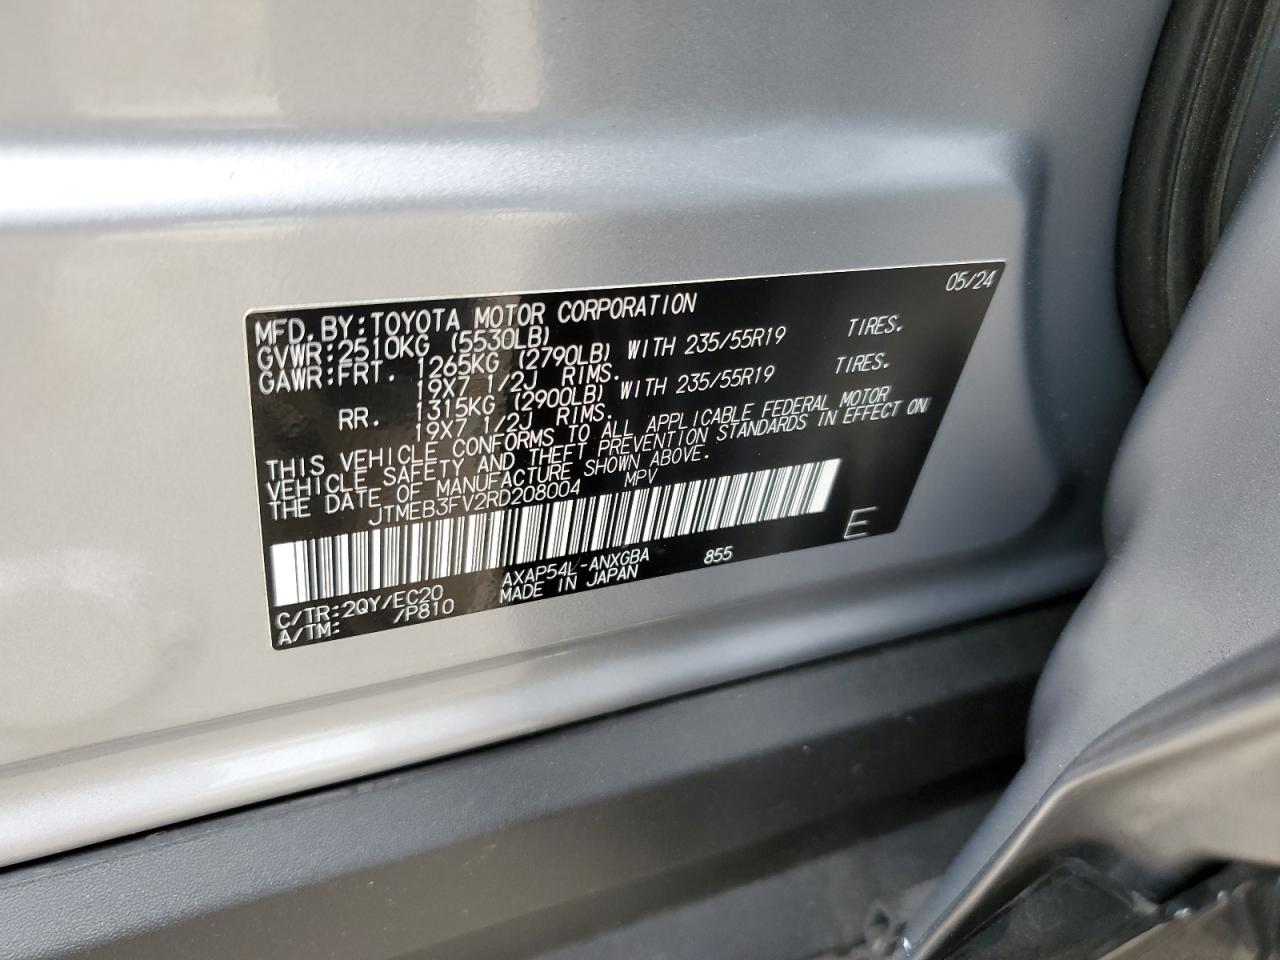 05/24
MFD. BY: TOYOTA MOTOR CORPORATION
GVWR: 2510KG (5530LB)
GAWR: FRT. 1265KG (2790LB) WITH 235/55R19 TIRES.
19X7 1/2J RIMS.
RR. 1315KG (2900LB) WITH 235/55R19 TIRES.
19X7 1/2J RIMS.
THIS VEHICLE CONFORMS TO ALL APPLICABLE FEDERAL MOTOR
VEHICLE SAFETY AND THEFT PREVENTION STANDARDS IN EFFECT ON
THE DATE OF MANUFACTURE SHOWN ABOVE.
JTMEB3FV2RD208004 MPV
E
C/TR: 2QY/EC20 AXAP54L-ANXGBA 855
A/TM: /P810 MADE IN JAPAN